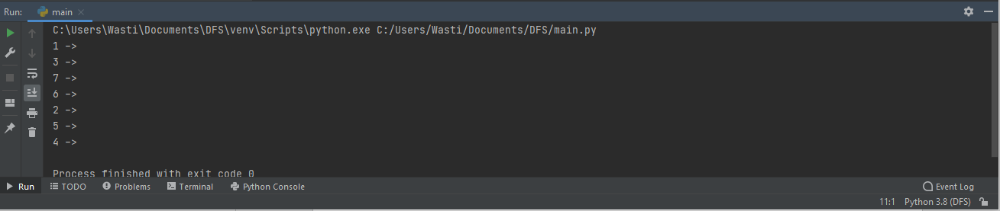 Run: main
C:\Users\Wasti\Documents\DFS\venv\Scripts\python.exe C:/Users/Wasti/Documents/DFS/main.py
1 ->
3 ->
7 ->
6 ->
2 ->
5 ->
4 ->
Process finished with exit code 0
Run TODO Problems Terminal Python Console Event Log
11:1 Python 3.8 (DFS)